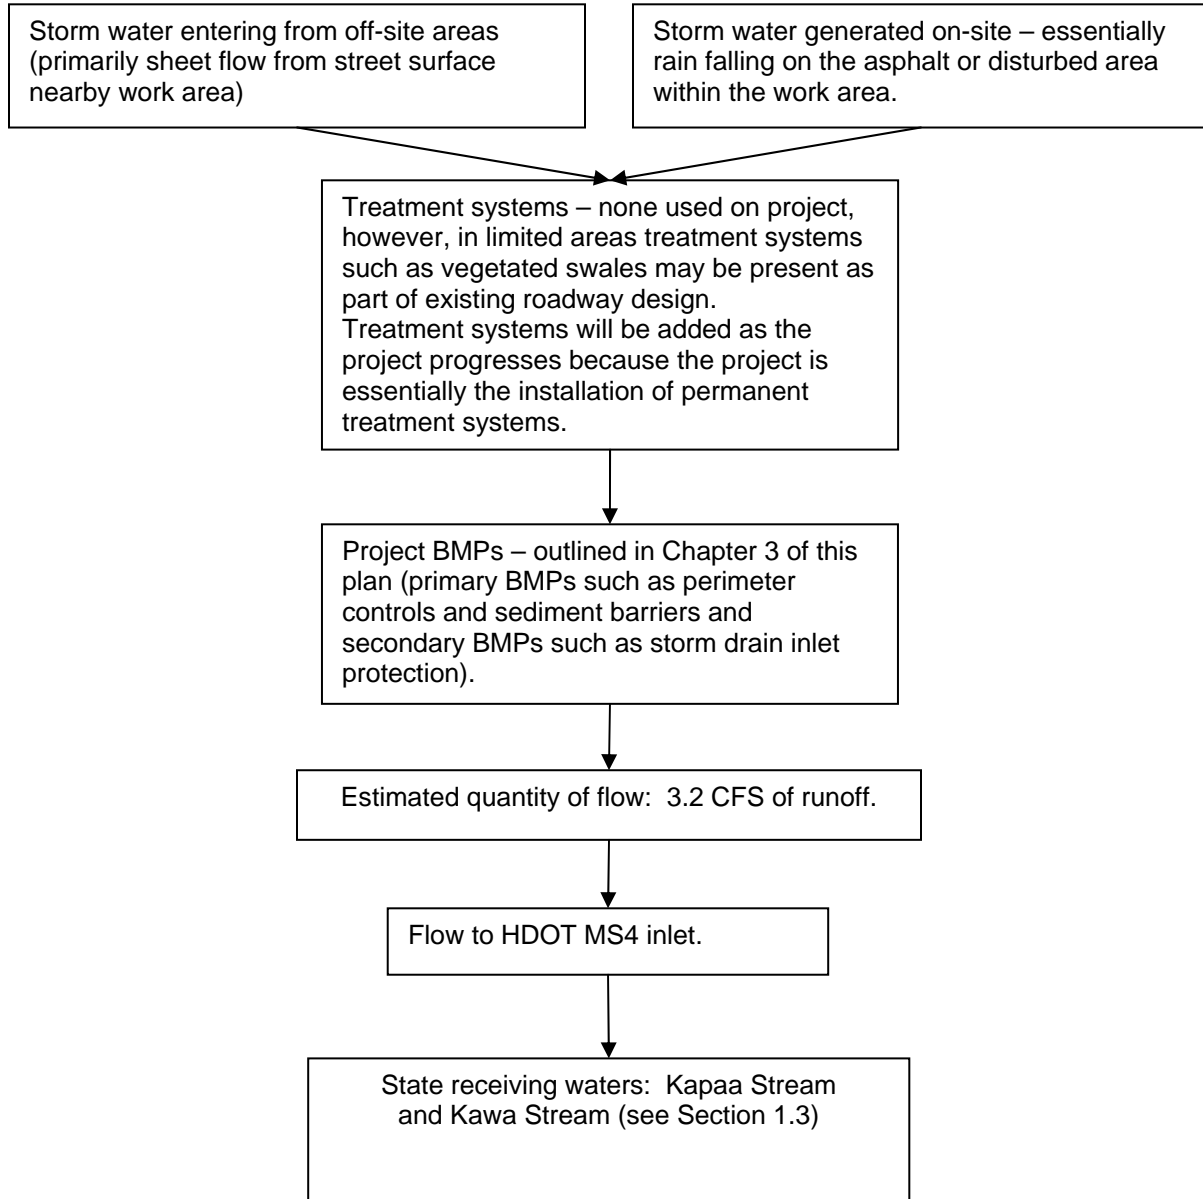 Storm water entering from off-site areas
(primarily sheet flow from street surface
nearby work area)
Storm water generated on-site – essentially
rain falling on the asphalt or disturbed area
within the work area.
Treatment systems – none used on project,
however, in limited areas treatment systems
such as vegetated swales may be present as
part of existing roadway design.
Treatment systems will be added as the
project progresses because the project is
essentially the installation of permanent
treatment systems.
Project BMPs – outlined in Chapter 3 of this
plan (primary BMPs such as perimeter
controls and sediment barriers and
secondary BMPs such as storm drain inlet
protection).
Estimated quantity of flow:  3.2 CFS of runoff.
Flow to HDOT MS4 inlet.
State receiving waters:  Kapaa Stream
and Kawa Stream (see Section 1.3)